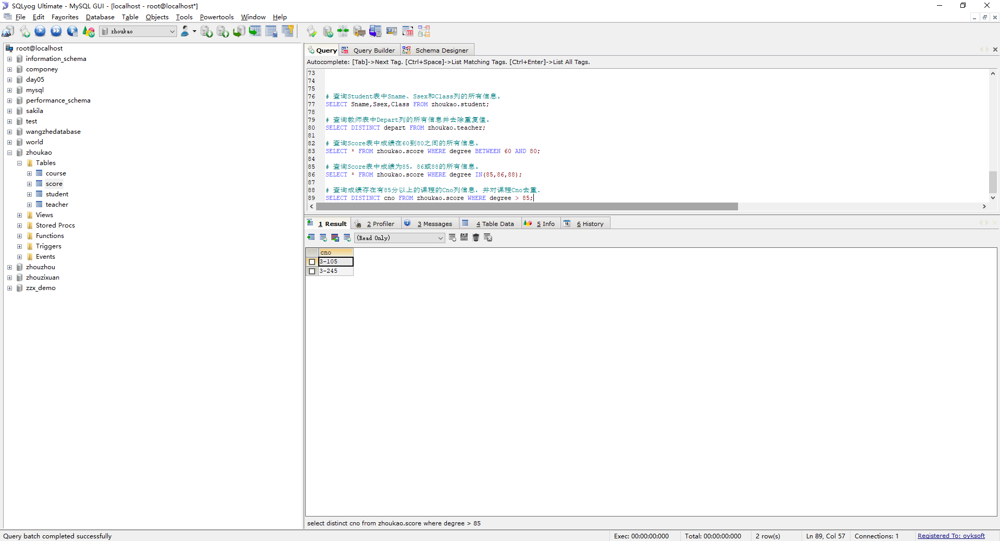 SQLyog Ultimate - MySQL GUI - [localhost - root@localhost*]
File Edit Favorites Database Table Objects Tools Powertools Window Help
zhoukao
root@localhost
information_schema
componey
day05
mysql
performance_schema
sakila
test
wangzhedatabase
world
zhoukao
Tables
course
score
student
teacher
Views
Stored Procs
Functions
Triggers
Events
zhouzhou
zhouzixuan
zzx_demo
Query Query Builder Schema Designer
Autocomplete: [Tab]->Next Tag. [Ctrl+Space]->List Matching Tags. [Ctrl+Enter]->List All Tags.
73
74
75
76 # 查询Student表中Sname、Ssex和Class列的所有信息。
77 SELECT Sname,Ssex,Class FROM zhoukao.student;
78
79 # 查询教师表中Depart列的所有信息并去除重复值。
80 SELECT DISTINCT depart FROM zhoukao.teacher;
81
82 # 查询Score表中成绩在60到80之间的所有信息。
83 SELECT * FROM zhoukao.score WHERE degree BETWEEN 60 AND 80;
84
85 # 查询Score表中成绩为85，86或88的所有信息。
86 SELECT * FROM zhoukao.score WHERE degree IN(85,86,88);
87
88 # 查询成绩存在有85分以上的课程的Cno列信息，并对课程Cno去重.
89 SELECT DISTINCT cno FROM zhoukao.score WHERE degree > 85;
1 Result 2 Profiler 3 Messages 4 Table Data 5 Info 18 6 History
(Read Only)
cno
3-105
3-245
select distinct cno from zhoukao.score where degree > 85
Query batch completed successfully Exec: 00:00:00:000 Total: 00:00:00:000 2 row(s) Ln 89, Col 57 Connections: 1 Registered To: ovksoft